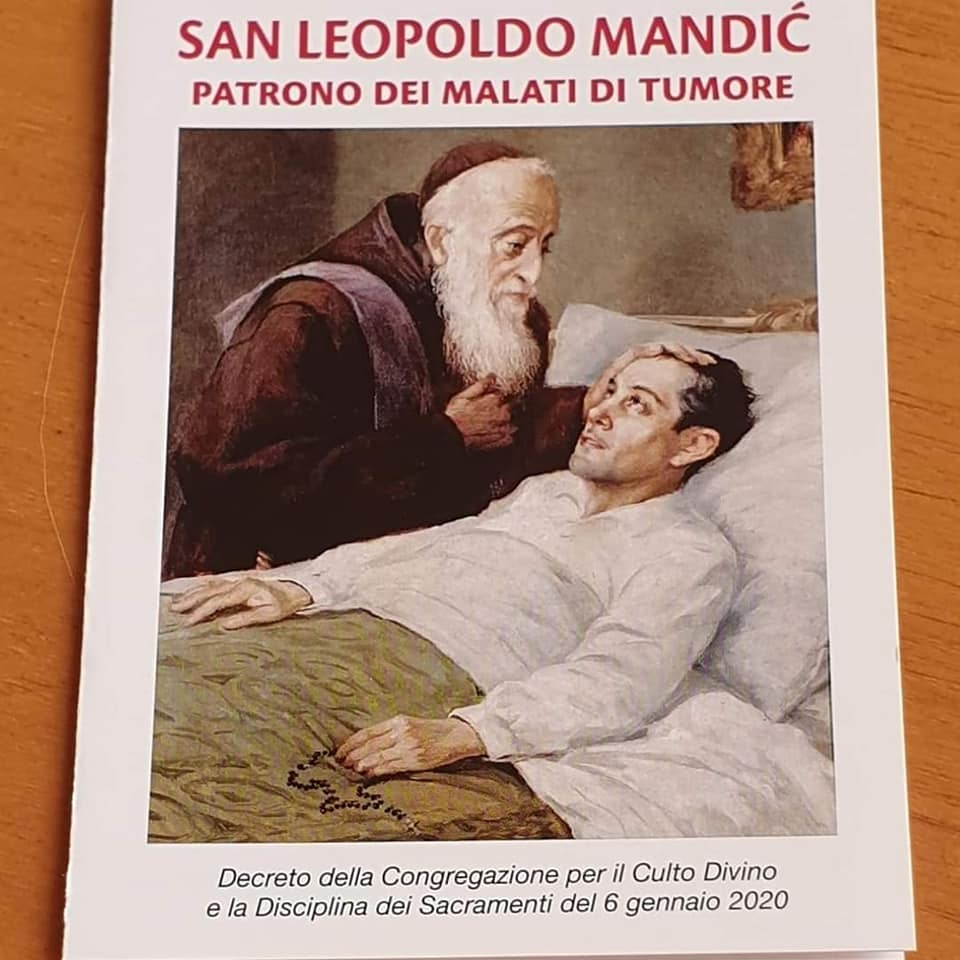 SAN LEOPOLDO MANDIĆ
PATRONO DEI MALATI DI TUMORE
Decreto della Congregazione per il Culto Divino
e la Disciplina dei Sacramenti del 6 gennaio 2020